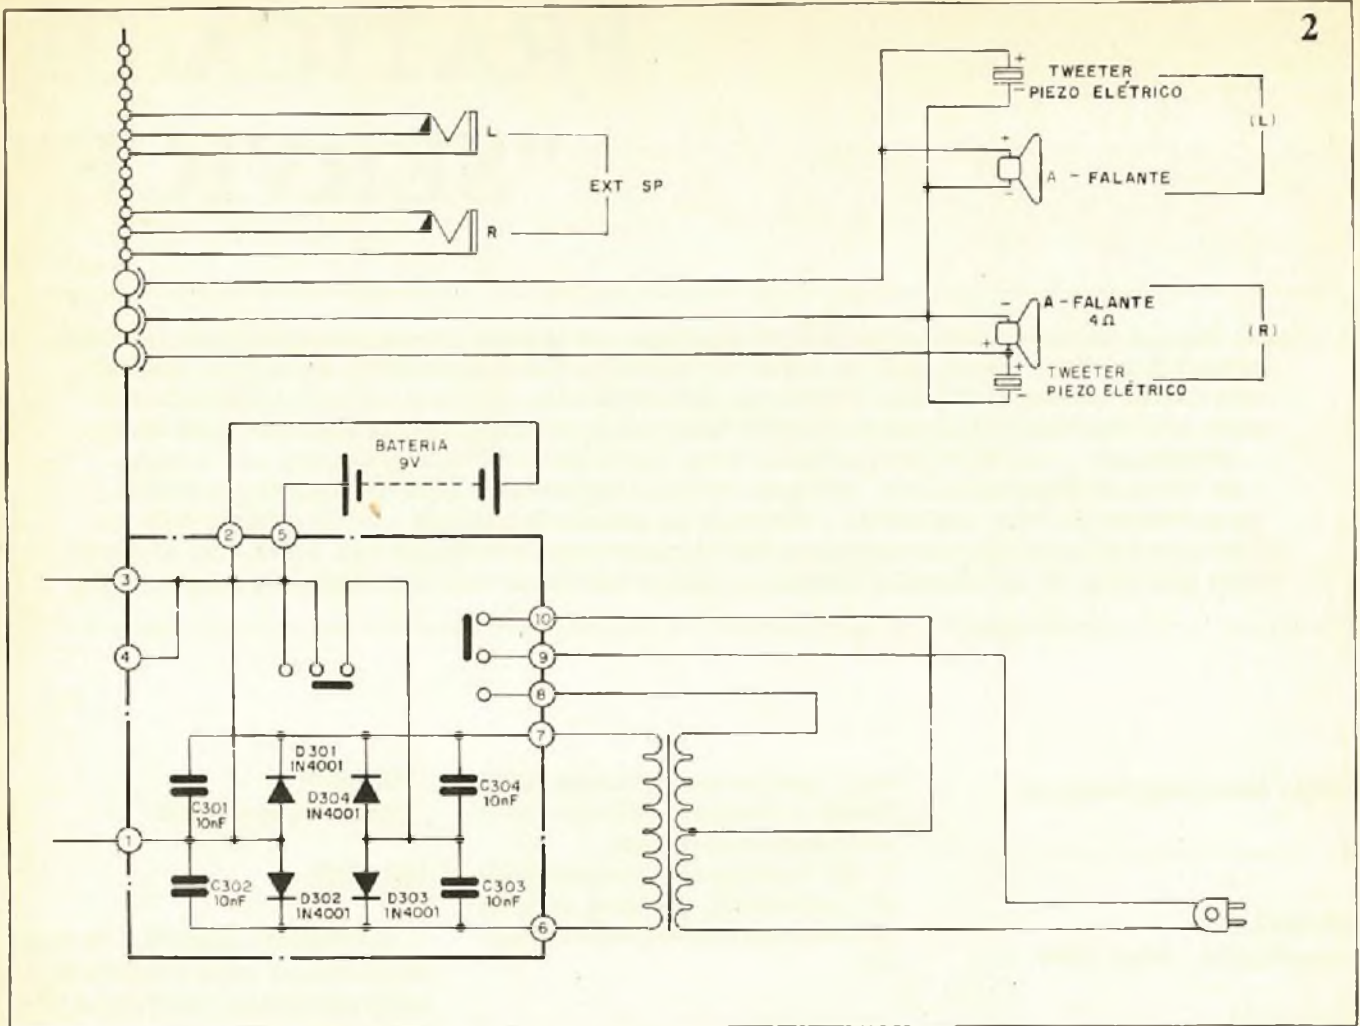 2
TWEETER
PIEZO ELÉTRICO
(L)
A - FALANTE
L
EXT SP
R
A - FALANTE
4Ω
(R)
TWEETER
PIEZO ELÉTRICO
BATERIA
9V
2
5
3
4
10
9
8
7
D301
1N4001
D304
1N4001
C301
10nF
C304
10nF
1
C302
10nF
D302
1N4001
D303
1N4001
C303
10nF
6